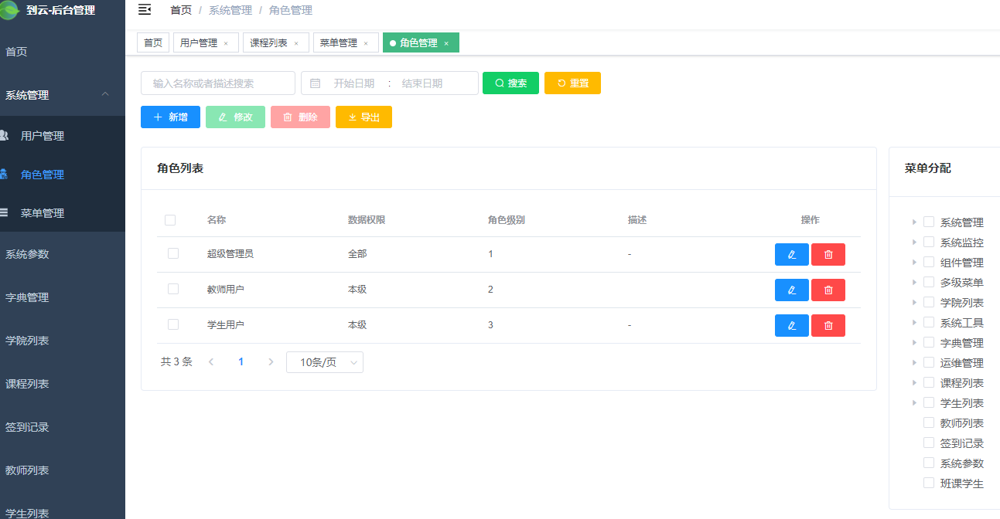 到云-后台管理
首页
系统管理
用户管理
角色管理
菜单管理
系统参数
字典管理
学院列表
课程列表
签到记录
教师列表
学生列表
首页 / 系统管理 / 角色管理
首页 用户管理 × 课程列表 × 菜单管理 × 角色管理 ×
输入名称或者描述搜索 开始日期 : 结束日期 搜索 重置
新增 修改 删除 导出
角色列表
名称 数据权限 角色级别 描述 操作
超级管理员 全部 1 -
教师用户 本级 2
学生用户 本级 3 -
共 3 条 1 10条/页
菜单分配
系统管理
系统监控
组件管理
多级菜单
学院列表
系统工具
字典管理
运维管理
课程列表
学生列表
教师列表
签到记录
系统参数
班课学生